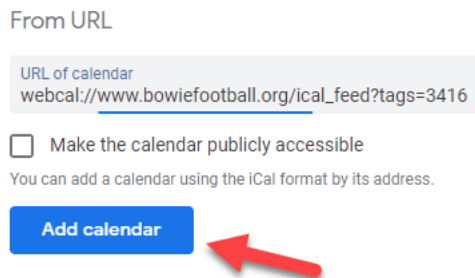 From URL
URL of calendar
webcal://www.bowiefootball.org/ical_feed?tags=3416
Make the calendar publicly accessible
You can add a calendar using the iCal format by its address.
Add calendar